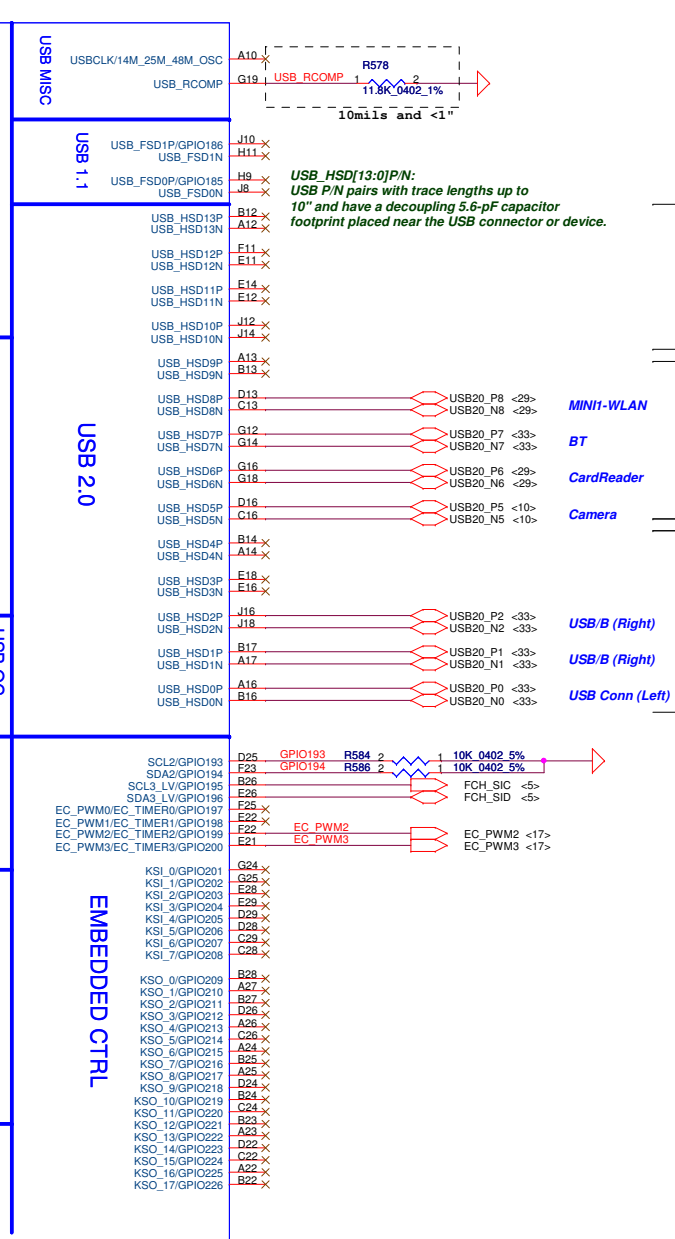 USB MISC
USBCLK/14M_25M_48M_OSC A10
R578
USB_RCOMP G19 USB_RCOMP 1 2
11.8K_0402_1%
10mils and <1"
USB 1.1
USB_FSD1P/GPIO186 J10
USB_FSD1N H11
USB_FSD0P/GPIO185 H9
USB_FSD0N J8
USB_HSD[13:0]P/N:
USB P/N pairs with trace lengths up to
10" and have a decoupling 5.6-pF capacitor
footprint placed near the USB connector or device.
USB 2.0
USB_HSD13P B12
USB_HSD13N A12
USB_HSD12P F11
USB_HSD12N E11
USB_HSD11P E14
USB_HSD11N E12
USB_HSD10P J12
USB_HSD10N J14
USB_HSD9P A13
USB_HSD9N B13
USB_HSD8P D13 USB20_P8 <29>
USB_HSD8N C13 USB20_N8 <29>
MINI1-WLAN
USB_HSD7P G12 USB20_P7 <33>
USB_HSD7N G14 USB20_N7 <33>
BT
USB_HSD6P G16 USB20_P6 <29>
USB_HSD6N G18 USB20_N6 <29>
CardReader
USB_HSD5P D16 USB20_P5 <10>
USB_HSD5N C16 USB20_N5 <10>
Camera
USB_HSD4P B14
USB_HSD4N A14
USB_HSD3P E18
USB_HSD3N E16
USB_HSD2P J16 USB20_P2 <33>
USB_HSD2N J18 USB20_N2 <33>
USB/B (Right)
USB_HSD1P B17 USB20_P1 <33>
USB_HSD1N A17 USB20_N1 <33>
USB/B (Right)
USB_HSD0P A16 USB20_P0 <33>
USB_HSD0N B16 USB20_N0 <33>
USB Conn (Left)
EMBEDDED CTRL
SCL2/GPIO193 D25 GPIO193 R584 2 1 10K_0402_5%
SDA2/GPIO194 F23 GPIO194 R586 2 1 10K_0402_5%
SCL3_LV/GPIO195 B26 FCH_SIC <5>
SDA3_LV/GPIO196 E26 FCH_SID <5>
EC_PWM0/EC_TIMER0/GPIO197 F25
EC_PWM1/EC_TIMER1/GPIO198 E22
EC_PWM2/EC_TIMER2/GPIO199 F22 EC_PWM2 EC_PWM2 <17>
EC_PWM3/EC_TIMER3/GPIO200 E21 EC_PWM3 EC_PWM3 <17>
KSI_0/GPIO201 G24
KSI_1/GPIO202 G25
KSI_2/GPIO203 E28
KSI_3/GPIO204 E29
KSI_4/GPIO205 D29
KSI_5/GPIO206 D28
KSI_6/GPIO207 C29
KSI_7/GPIO208 C28
KSO_0/GPIO209 B28
KSO_1/GPIO210 A27
KSO_2/GPIO211 B27
KSO_3/GPIO212 D26
KSO_4/GPIO213 A26
KSO_5/GPIO214 C26
KSO_6/GPIO215 A24
KSO_7/GPIO216 B25
KSO_8/GPIO217 A25
KSO_9/GPIO218 D24
KSO_10/GPIO219 B24
KSO_11/GPIO220 C24
KSO_12/GPIO221 B23
KSO_13/GPIO222 A23
KSO_14/GPIO223 D22
KSO_15/GPIO224 C22
KSO_16/GPIO225 A22
KSO_17/GPIO226 B22